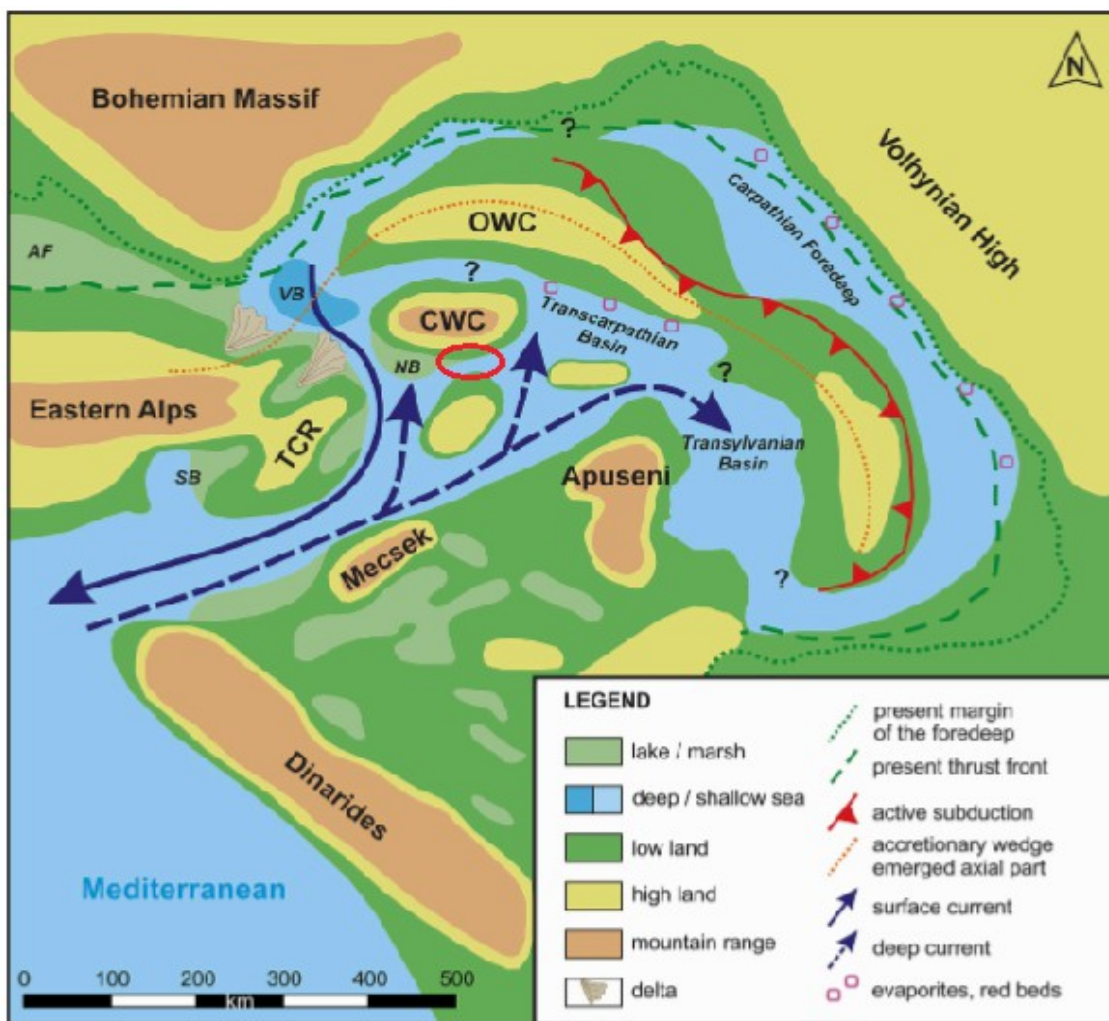 N
Bohemian Massif
Volhynian High
?
Carpathian Foredeep
AF
OWC
VB
?
CWC
Transcarpathian
Basin
NB
?
Eastern Alps
TCR
SB
Transylvanian
Basin
Apuseni
Mecsek
?
Dinarides
Mediterranean
0 100 200 300 400 500
km
LEGEND
lake / marsh
deep / shallow sea
low land
high land
mountain range
delta
present margin
of the foredeep
present thrust front
active subduction
accretionary wedge
emerged axial part
surface current
deep current
evaporites, red beds